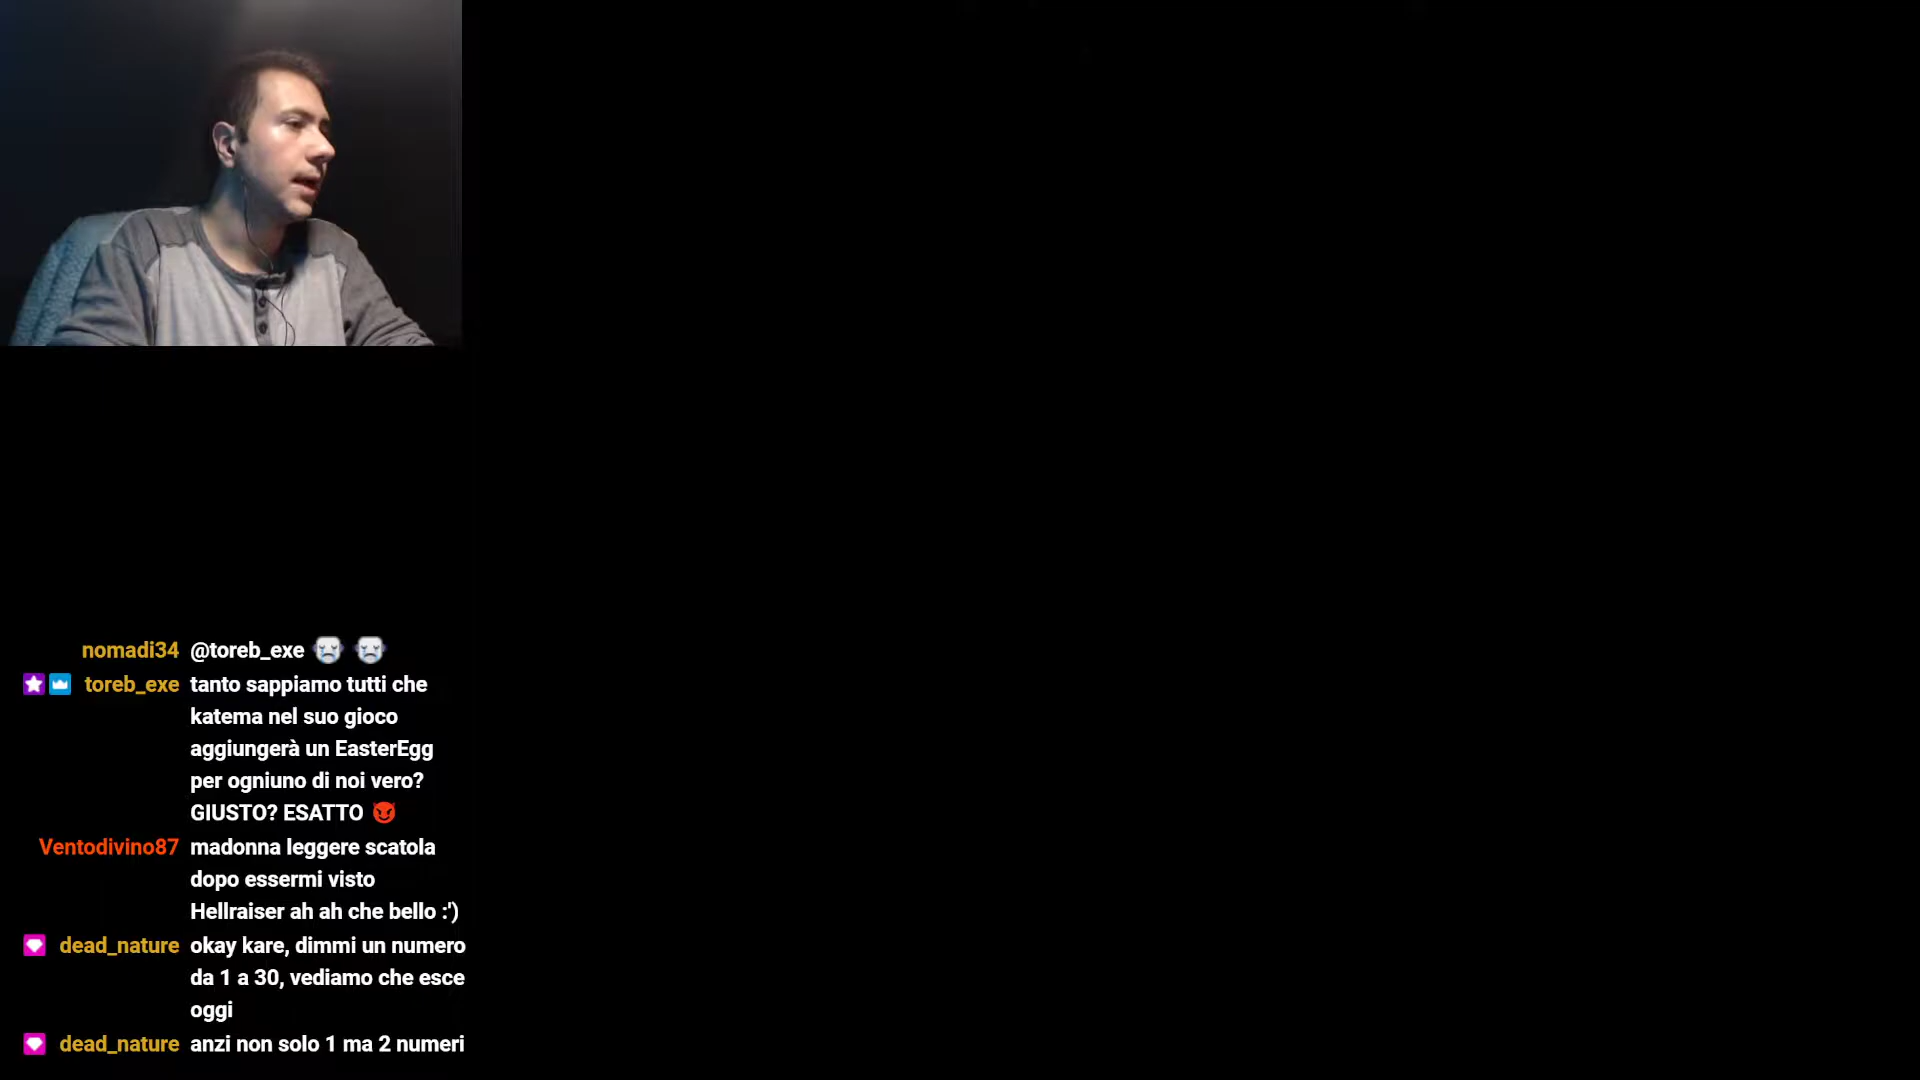 nomadi34 @toreb_exe
toreb_exe tanto sappiamo tutti che
katema nel suo gioco
aggiungerà un EasterEgg
per ogniuno di noi vero?
GIUSTO? ESATTO
Ventodivino87 madonna leggere scatola
dopo essermi visto
Hellraiser ah ah che bello :')
dead_nature okay kare, dimmi un numero
da 1 a 30, vediamo che esce
oggi
dead_nature anzi non solo 1 ma 2 numeri